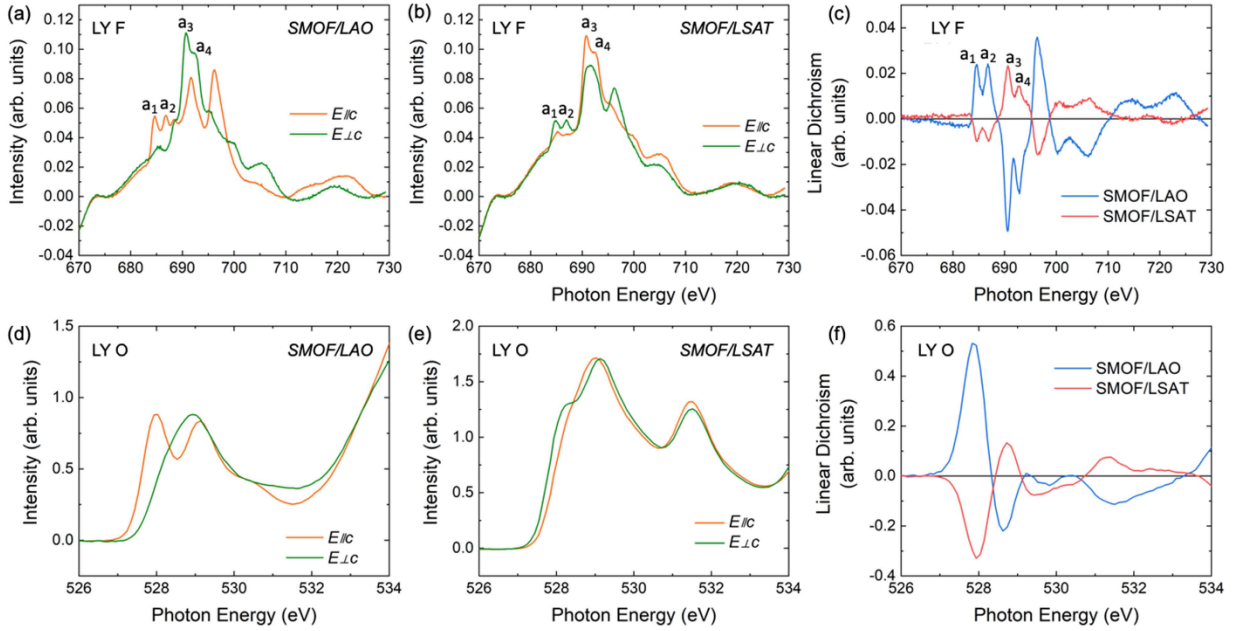 (a)
LY F
SMOF/LAO
a3
a4
a1
a2
E//c
E⊥c
Intensity (arb. units)
0.12
0.10
0.08
0.06
0.04
0.02
0.00
-0.02
-0.04
670 680 690 700 710 720 730
(b)
LY F
SMOF/LSAT
a3
a4
a1
a2
E//c
E⊥c
Intensity (arb. units)
0.12
0.10
0.08
0.06
0.04
0.02
0.00
-0.02
-0.04
670 680 690 700 710 720 730
Photon Energy (eV)
(c)
LY F
a1
a2
a3
a4
SMOF/LAO
SMOF/LSAT
Linear Dichroism
(arb. units)
0.04
0.02
0.00
-0.02
-0.04
-0.06
670 680 690 700 710 720 730
Photon Energy (eV)
Photon Energy (eV)
(d)
LY O
SMOF/LAO
E//c
E⊥c
Intensity (arb. units)
1.5
1.0
0.5
0.0
526 528 530 532 534
Photon Energy (eV)
(e)
LY O
SMOF/LSAT
E//c
E⊥c
Intensity (arb. units)
2.0
1.5
1.0
0.5
0.0
526 528 530 532 534
Photon Energy (eV)
(f)
LY O
SMOF/LAO
SMOF/LSAT
Linear Dichroism
(arb. units)
0.6
0.4
0.2
0.0
-0.2
-0.4
526 528 530 532 534
Photon Energy (eV)